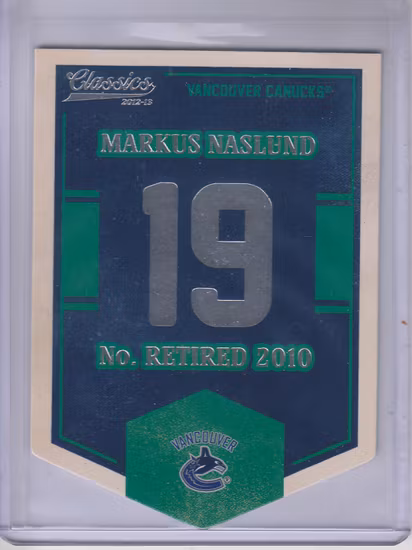 Classics
2012-13
VANCOUVER CANUCKS
MARKUS NASLUND
19
No. RETIRED 2010
VANCOUVER